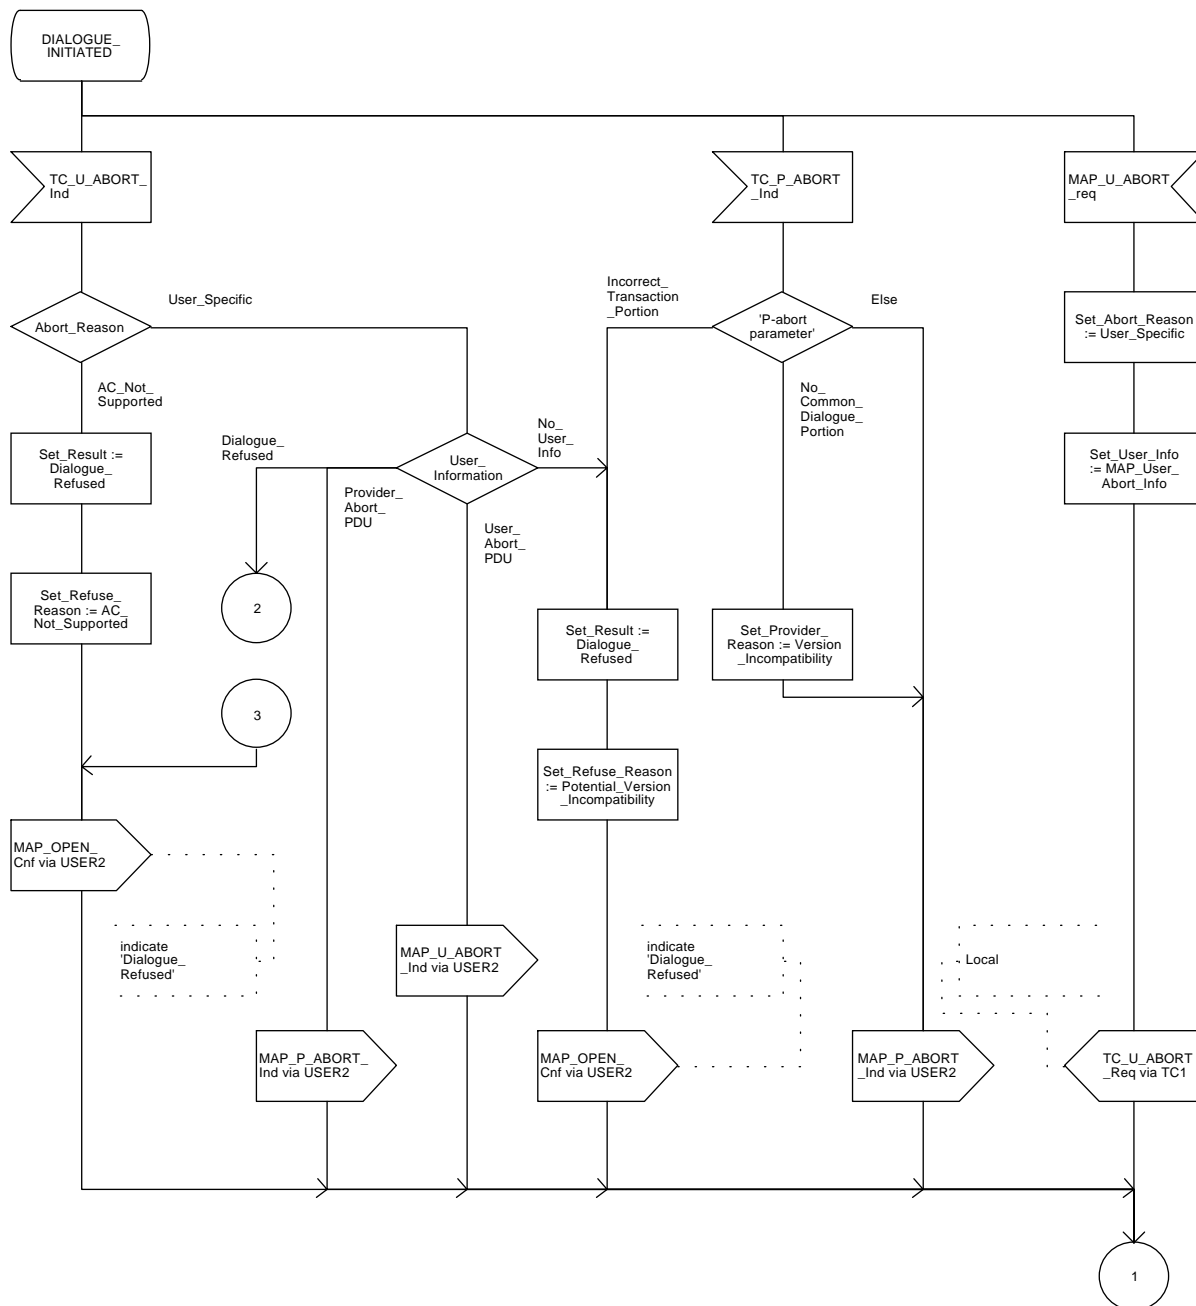 DIALOGUE_
INITIATED
TC_U_ABORT_
Ind
TC_P_ABORT
_Ind
MAP_U_ABORT
_req
Abort_Reason
User_Specific
Incorrect_
Transaction
_Portion
'P-abort
parameter'
Else
Set_Abort_Reason
:= User_Specific
AC_Not_
Supported
No_
Common_
Dialogue_
Portion
Set_Result :=
Dialogue_
Refused
Dialogue_
Refused
User_
Information
No_
User_
Info
Set_User_Info
:= MAP_User_
Abort_Info
Provider_
Abort_
PDU
User_
Abort_
PDU
Set_Refuse_
Reason := AC_
Not_Supported
2
Set_Result :=
Dialogue_
Refused
Set_Provider_
Reason := Version
_Incompatibility
3
Set_Refuse_Reason
:= Potential_Version
_Incompatibility
MAP_OPEN_
Cnf via USER2
indicate
'Dialogue_
Refused'
MAP_U_ABORT
_Ind via USER2
indicate
'Dialogue_
Refused'
Local
MAP_P_ABORT_
Ind via USER2
MAP_OPEN_
Cnf via USER2
MAP_P_ABORT
_Ind via USER2
TC_U_ABORT
_Req via TC1
1